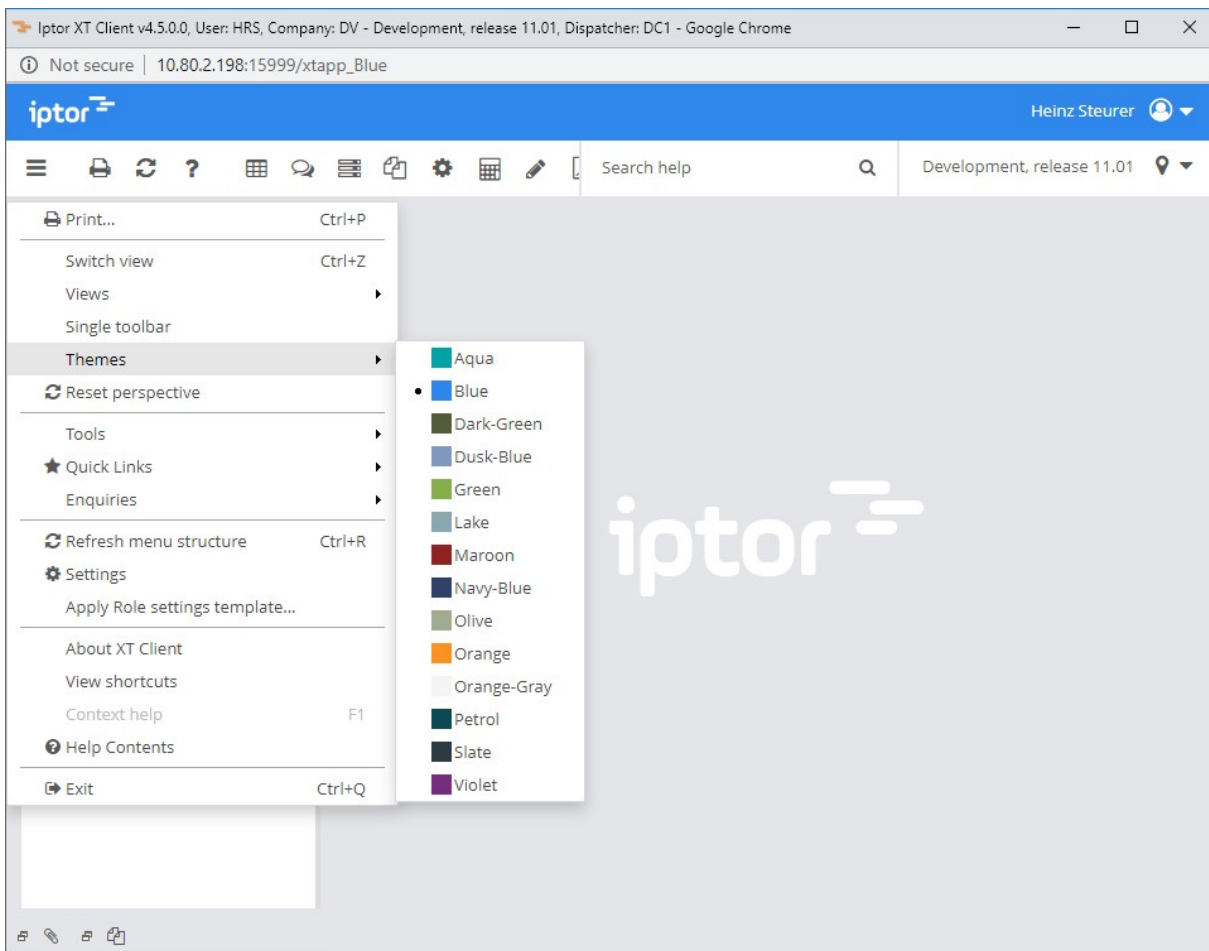 Iptor XT Client v4.5.0.0, User: HRS, Company: DV - Development, release 11.01, Dispatcher: DC1 - Google Chrome
Not secure | 10.80.2.198:15999/xtapp_Blue
iptor Heinz Steurer
? Search help Development, release 11.01
Print... Ctrl+P
Switch view Ctrl+Z
Views
Single toolbar
Themes
Reset perspective
Tools
Quick Links
Enquiries
Refresh menu structure Ctrl+R
Settings
Apply Role settings template...
About XT Client
View shortcuts
Context help F1
Help Contents
Exit Ctrl+Q
Aqua
Blue
Dark-Green
Dusk-Blue
Green
Lake
Maroon
Navy-Blue
Olive
Orange
Orange-Gray
Petrol
Slate
Violet
iptor